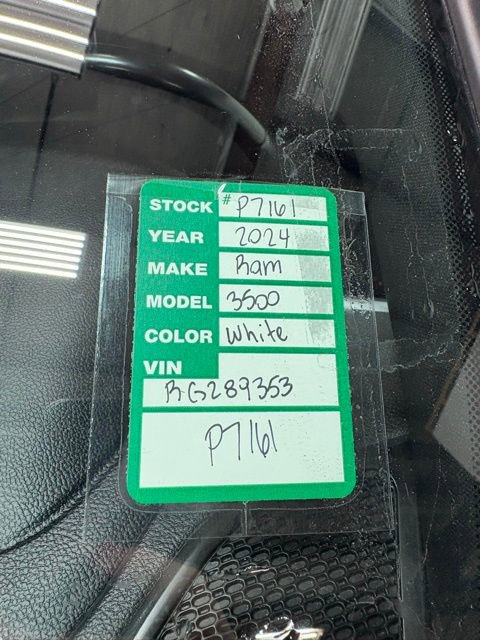 STOCK # P7161
YEAR 2024
MAKE Ram
MODEL 3500
COLOR White
VIN
RG289353
P7161